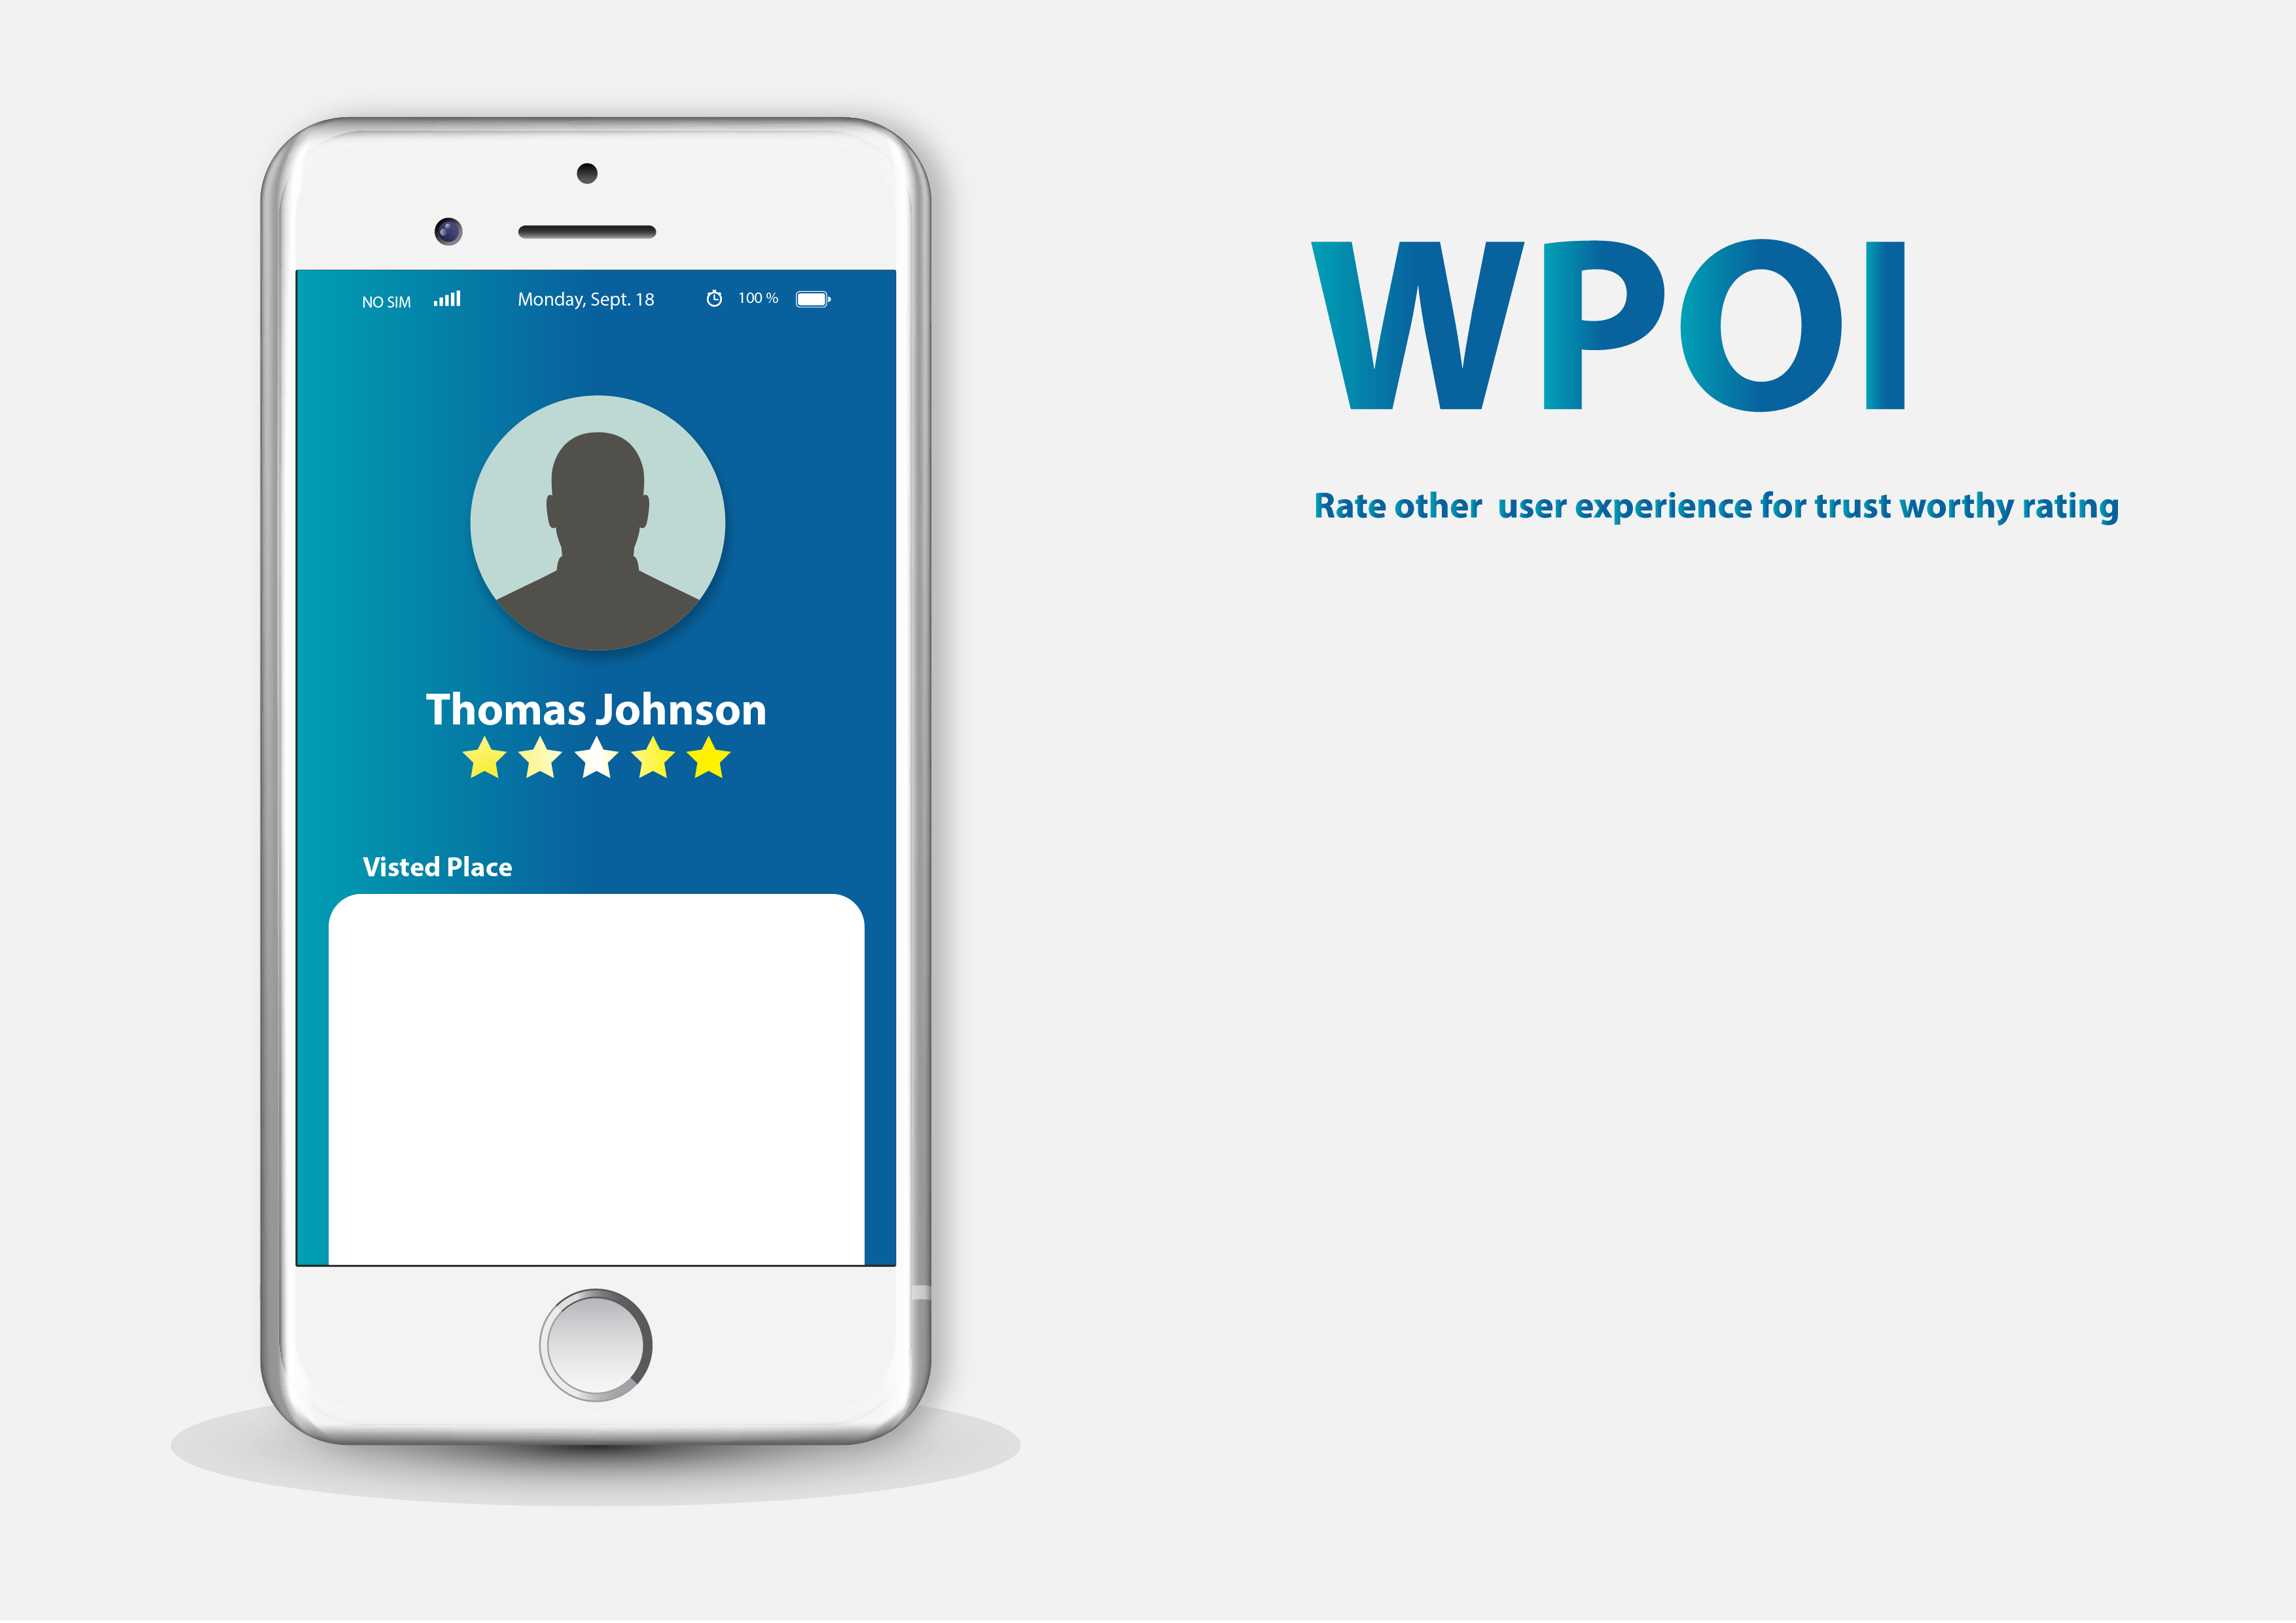 NO SIM Monday, Sept. 18 100 %
WPOI
Rate other user experience for trust worthy rating
Thomas Johnson
Visted Place